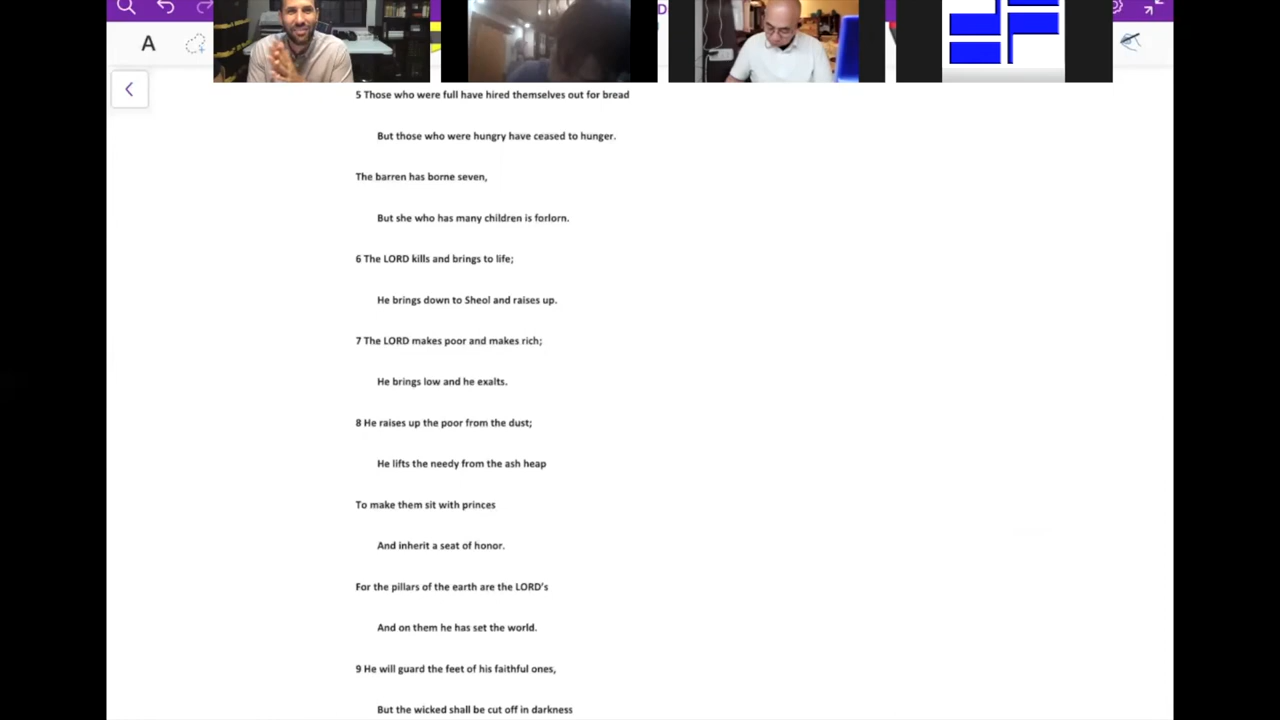 A
5 Those who were full have hired themselves out for bread
But those who were hungry have ceased to hunger.
The barren has borne seven,
But she who has many children is forlorn.
6 The LORD kills and brings to life;
He brings down to Sheol and raises up.
7 The LORD makes poor and makes rich;
He brings low and he exalts.
8 He raises up the poor from the dust;
He lifts the needy from the ash heap
To make them sit with princes
And inherit a seat of honor.
For the pillars of the earth are the LORD's
And on them he has set the world.
9 He will guard the feet of his faithful ones,
But the wicked shall be cut off in darkness